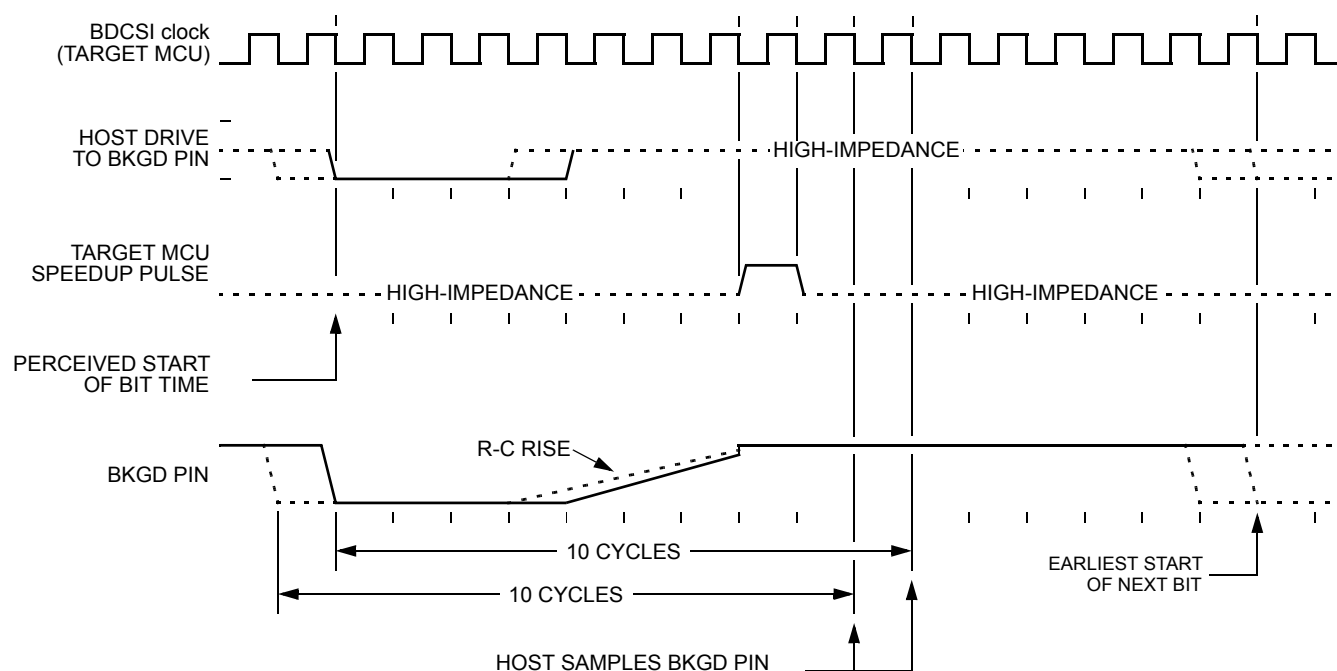 BDCSI clock
(TARGET MCU)
HOST DRIVE
TO BKGD PIN
HIGH-IMPEDANCE
TARGET MCU
SPEEDUP PULSE
HIGH-IMPEDANCE
HIGH-IMPEDANCE
PERCEIVED START
OF BIT TIME
R-C RISE
BKGD PIN
10 CYCLES
10 CYCLES
EARLIEST START
OF NEXT BIT
HOST SAMPLES BKGD PIN